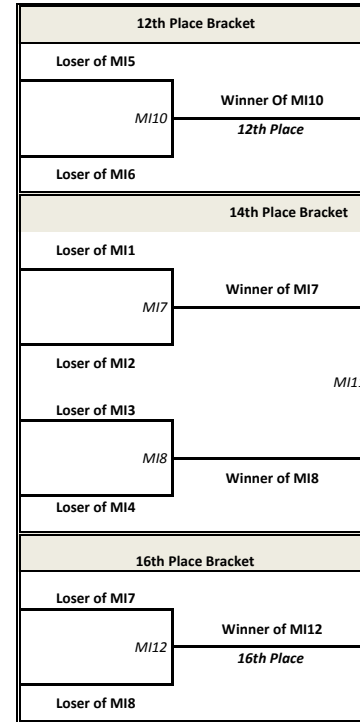 12th Place Bracket
Loser of MI5
Winner Of MI10
MI10
12th Place
Loser of MI6
14th Place Bracket
Loser of MI1
Winner of MI7
MI7
Loser of MI2
MI1
Loser of MI3
MI8
Winner of MI8
Loser of MI4
16th Place Bracket
Loser of MI7
Winner of MI12
MI12
16th Place
Loser of MI8